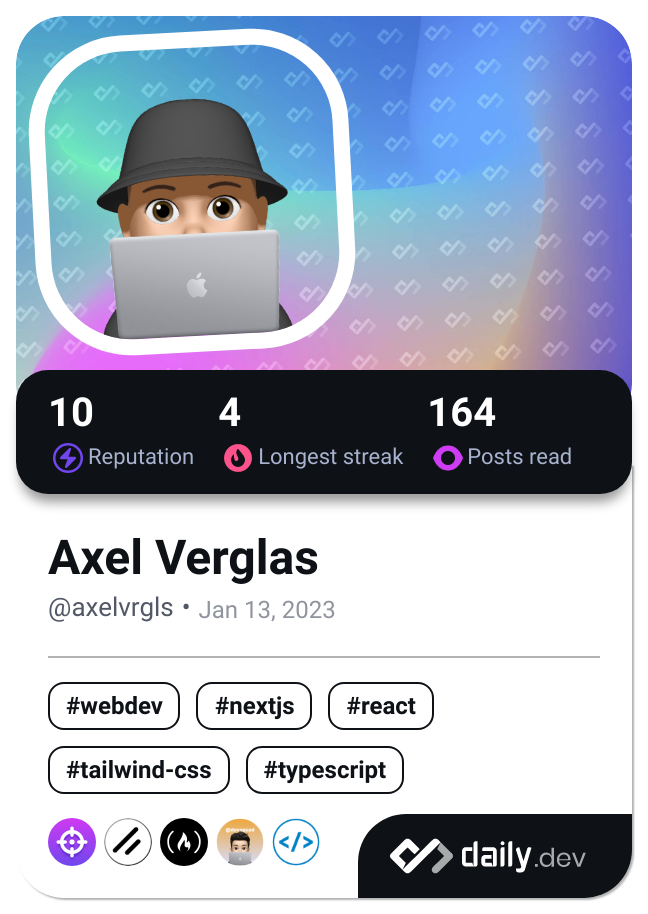 10 4 164
Reputation Longest streak Posts read
Axel Verglas
@axelvrgls • Jan 13, 2023
#webdev #nextjs #react
#tailwind-css #typescript
</>
daily.dev